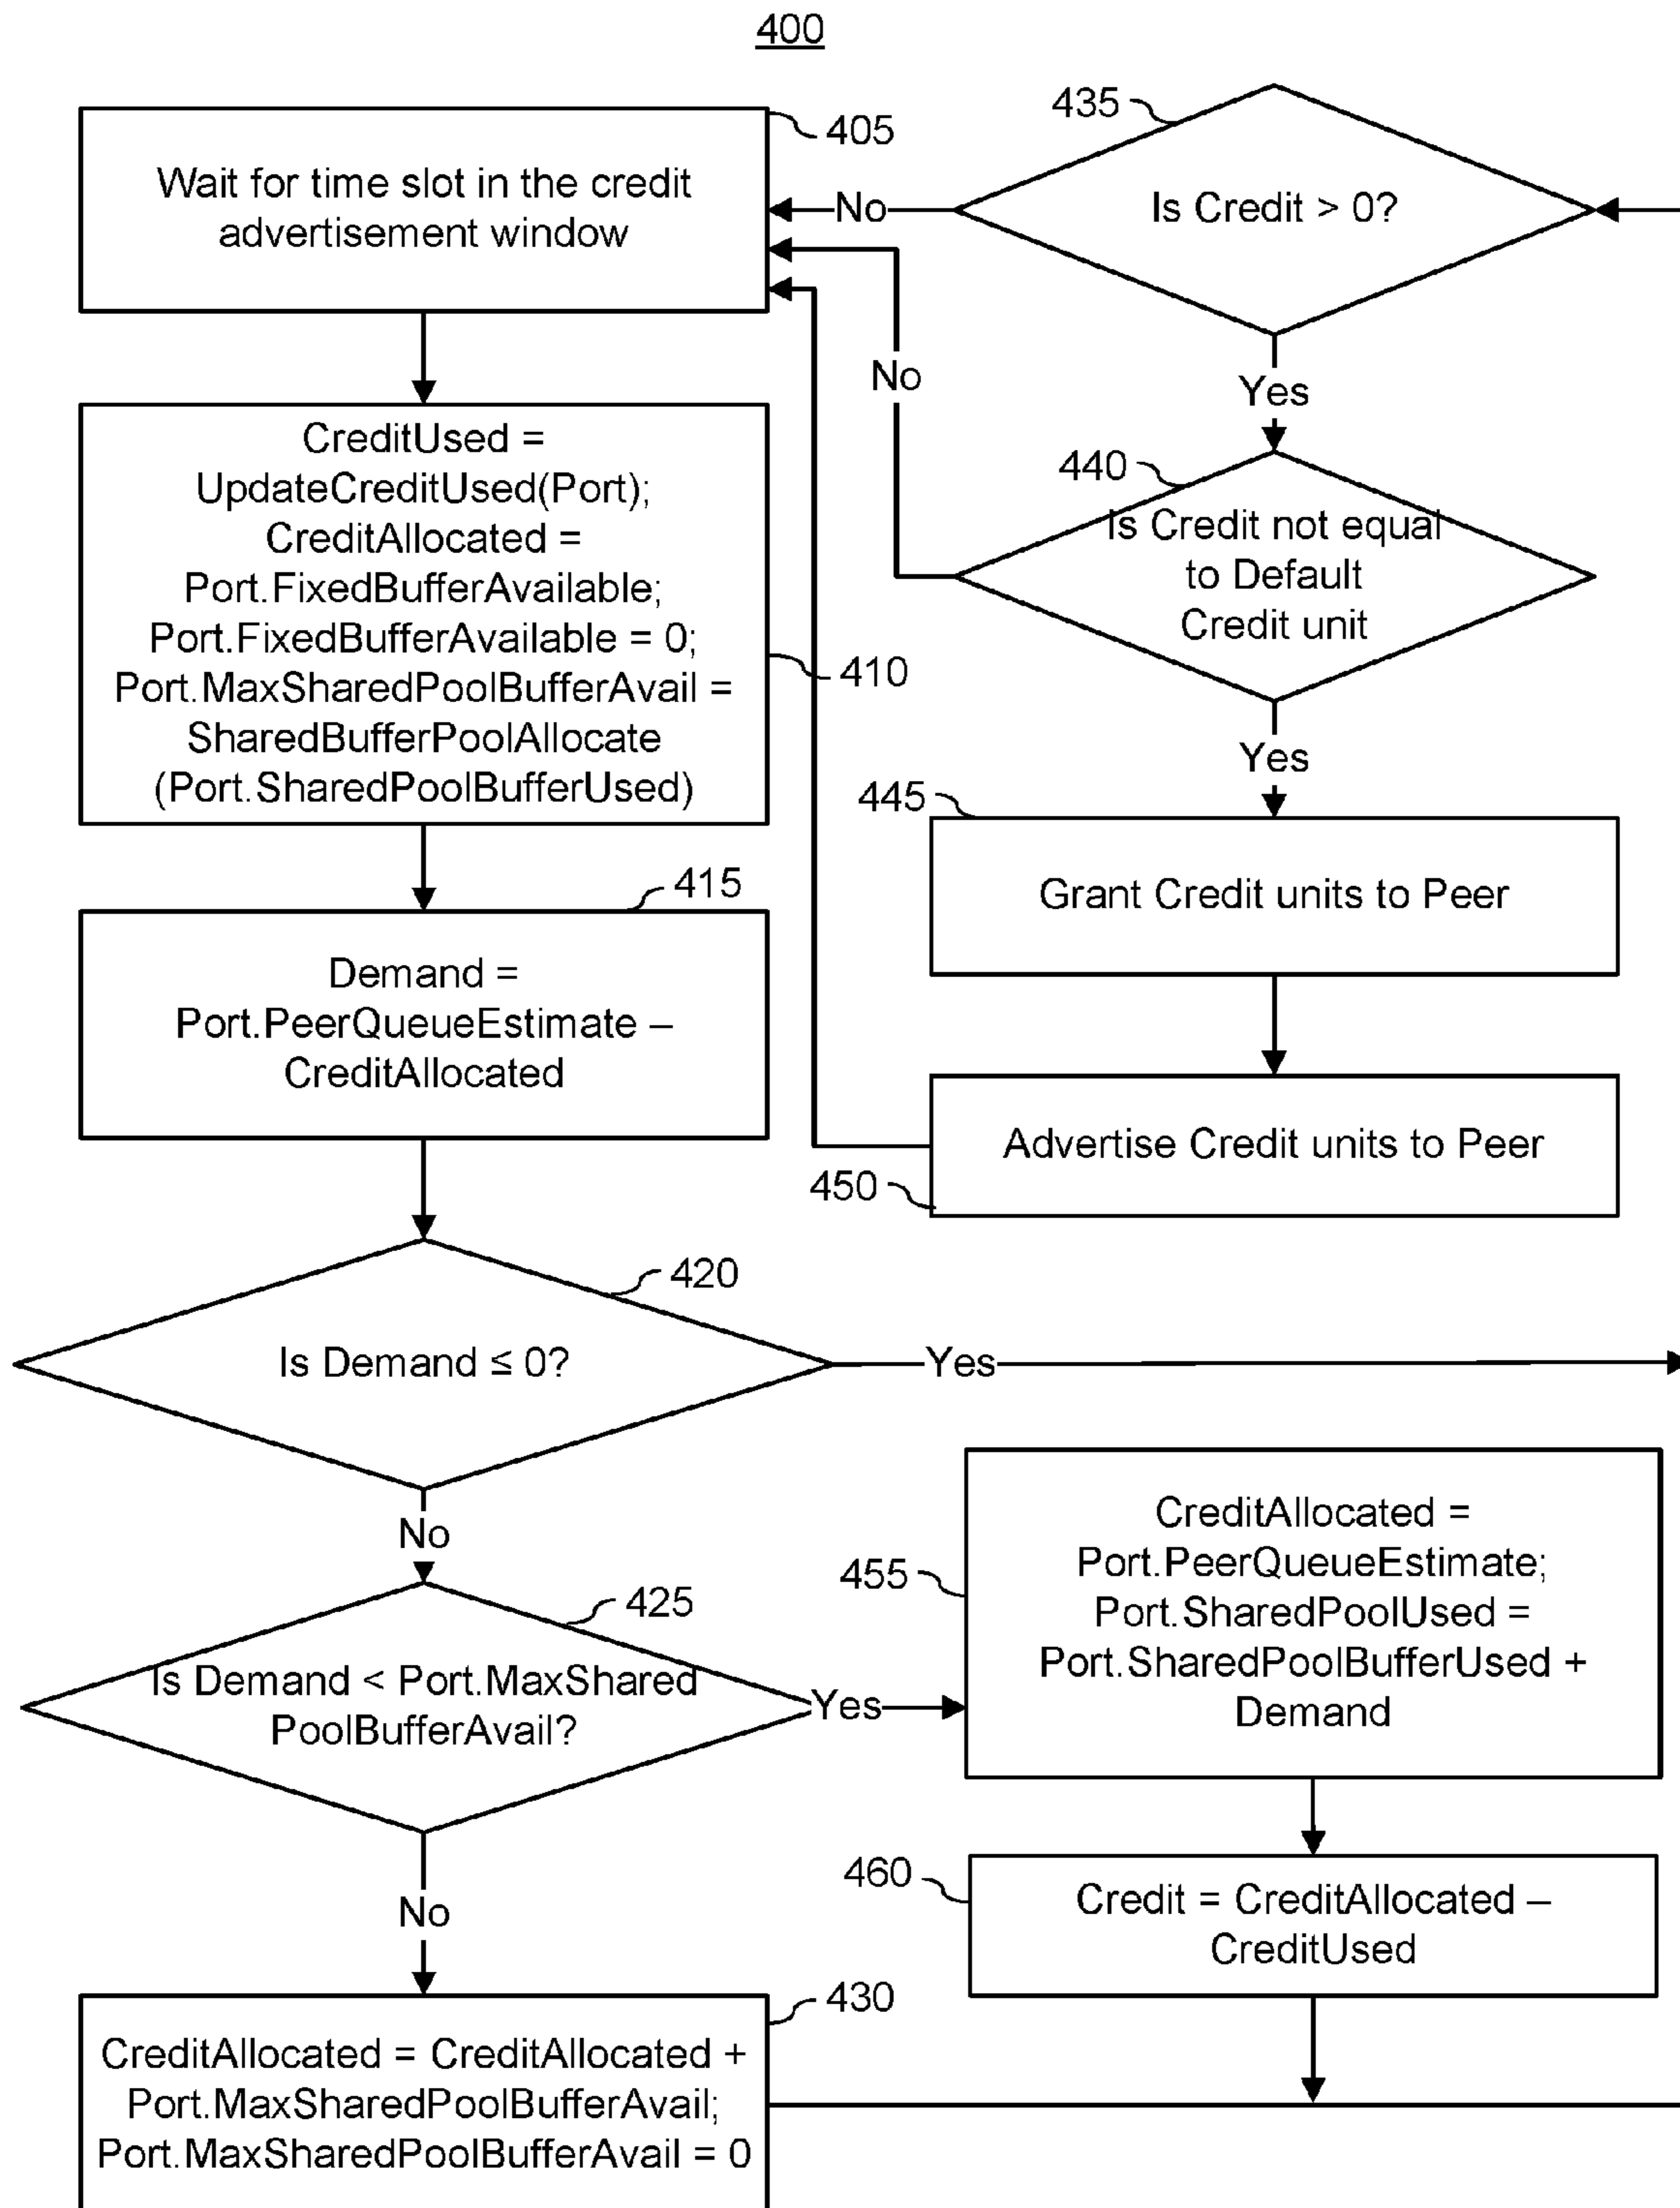 400
405
Wait for time slot in the credit
advertisement window
435
Is Credit > 0?
No
No
Yes
CreditUsed =
UpdateCreditUsed(Port);
CreditAllocated =
Port.FixedBufferAvailable;
Port.FixedBufferAvailable = 0;
Port.MaxSharedPoolBufferAvail =
SharedBufferPoolAllocate
(Port.SharedPoolBufferUsed)
410
440
Is Credit not equal
to Default
Credit unit
Yes
445
Grant Credit units to Peer
415
Demand =
Port.PeerQueueEstimate –
CreditAllocated
Advertise Credit units to Peer
450
420
Is Demand ≤ 0?
Yes
No
425
Is Demand < Port.MaxShared
PoolBufferAvail?
Yes
455
CreditAllocated =
Port.PeerQueueEstimate;
Port.SharedPoolUsed =
Port.SharedPoolBufferUsed +
Demand
No
460
Credit = CreditAllocated –
CreditUsed
430
CreditAllocated = CreditAllocated +
Port.MaxSharedPoolBufferAvail;
Port.MaxSharedPoolBufferAvail = 0